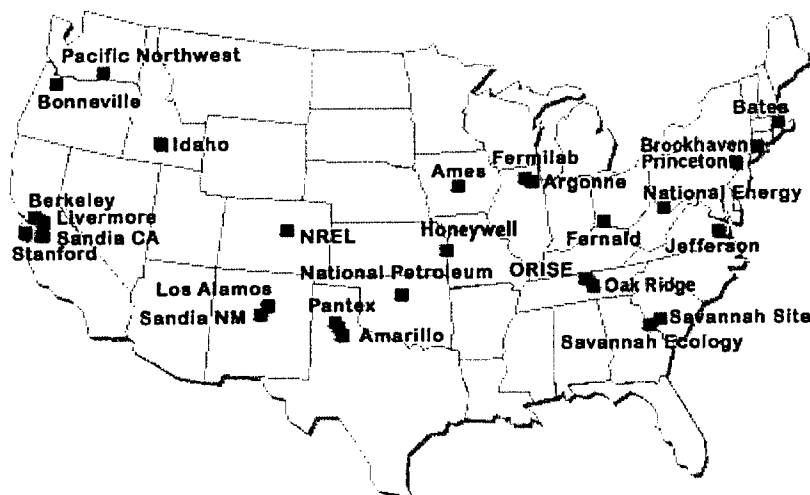 Pacific Northwest
Bonneville
Bates
Idaho
Brookhaven
Princeton
Fermilab
Ames
Argonne
National Energy
Berkeley
Livermore
Sandia CA
Stanford
NREL
Honeywell
Fernald
Jefferson
National Petroleum
ORISE
Oak Ridge
Los Alamos
Pantex
Sandia NM
Savannah Site
Amarillo
Savannah Ecology